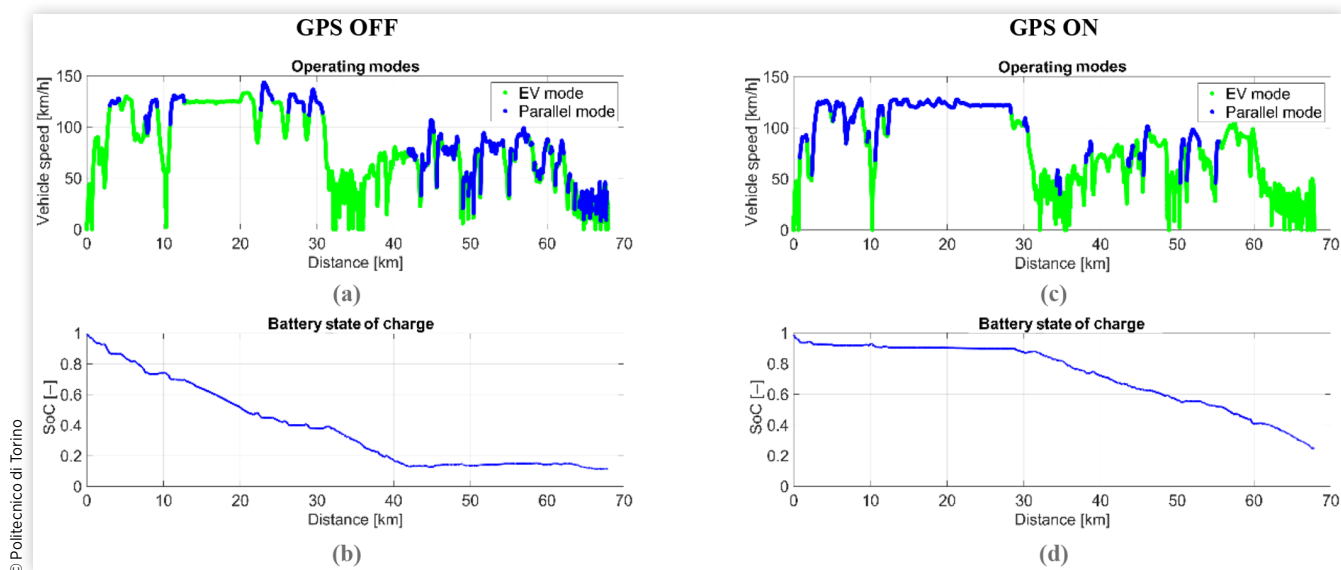 GPS OFF
GPS ON
Operating modes
Vehicle speed [km/h]
150
100
50
0
EV mode
Parallel mode
0 10 20 30 40 50 60 70
Distance [km]
(a)
Operating modes
Vehicle speed [km/h]
150
100
50
0
EV mode
Parallel mode
0 10 20 30 40 50 60 70
Distance [km]
(c)
Battery state of charge
SoC [–]
1
0.8
0.6
0.4
0.2
0
0 10 20 30 40 50 60 70
Distance [km]
(b)
Battery state of charge
SoC [–]
1
0.8
0.6
0.4
0.2
0
0 10 20 30 40 50 60 70
Distance [km]
(d)
© Politecnico di Torino